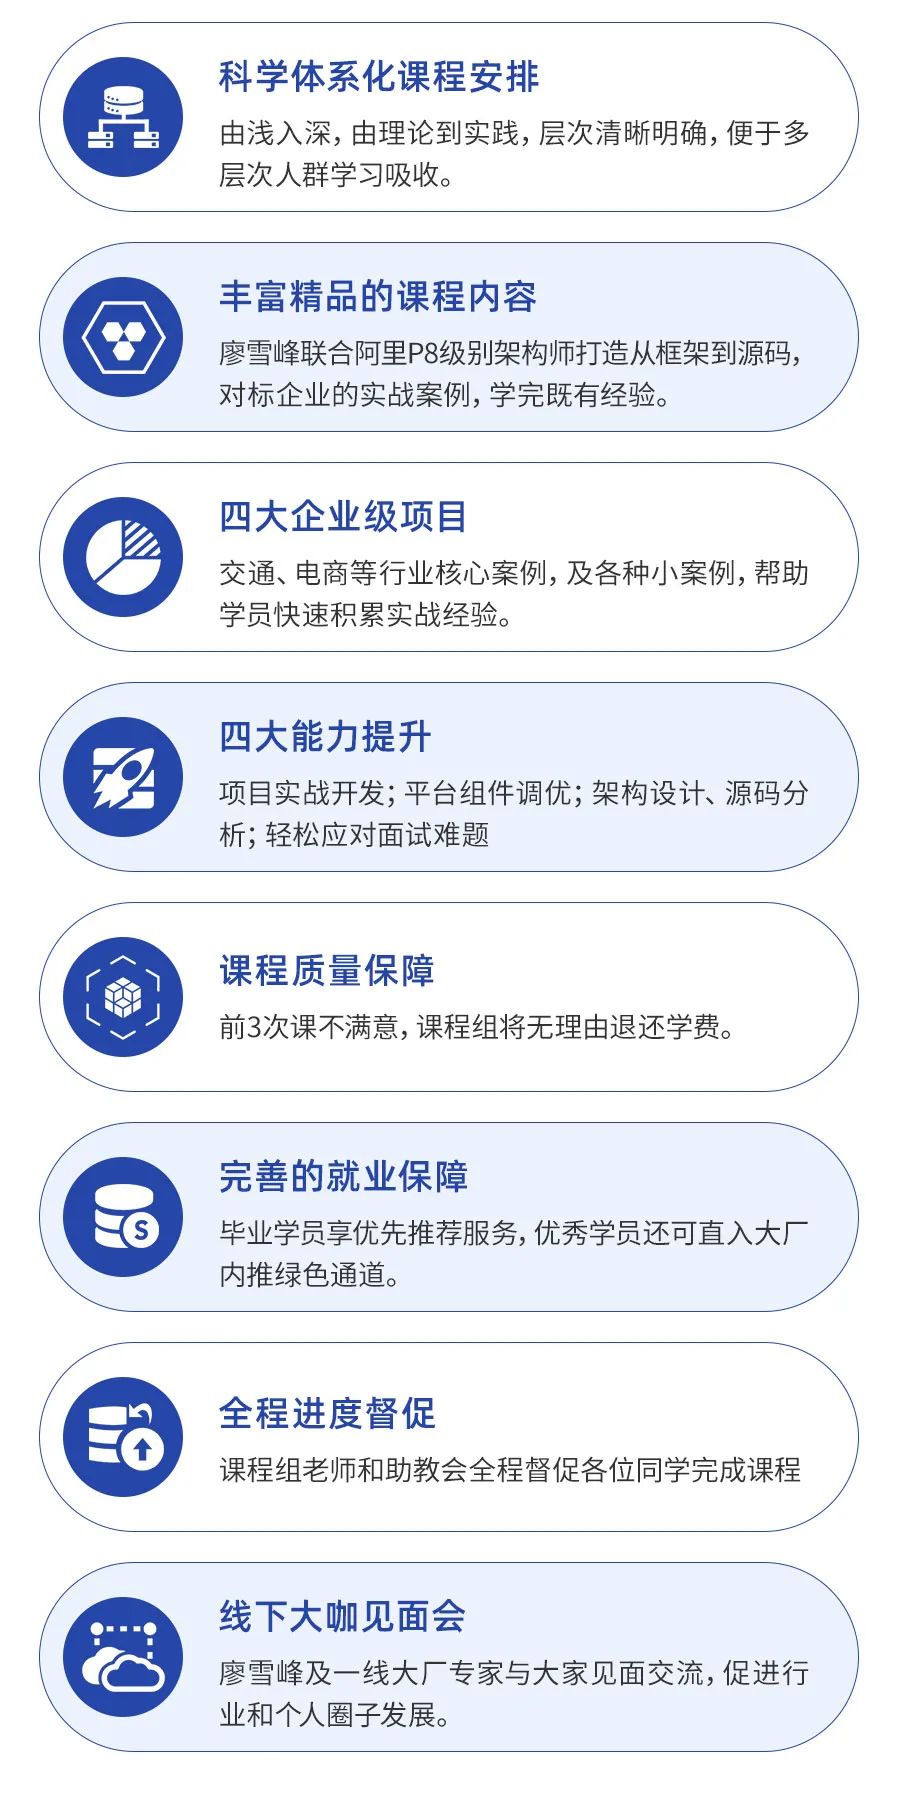 科学体系化课程安排
由浅入深，由理论到实践，层次清晰明确，便于多
层次人群学习吸收。
丰富精品的课程内容
廖雪峰联合阿里P8级别架构师打造从框架到源码，
对标企业的实战案例，学完既有经验。
四大企业级项目
交通、电商等行业核心案例，及各种小案例，帮助
学员快速积累实战经验。
四大能力提升
项目实战开发；平台组件调优；架构设计、源码分
析；轻松应对面试难题
课程质量保障
前3次课不满意，课程组将无理由退还学费。
S
完善的就业保障
毕业学员享优先推荐服务，优秀学员还可直入大厂
内推绿色通道。
全程进度督促
课程组老师和助教会全程督促各位同学完成课程
线下大咖见面会
廖雪峰及一线大厂专家与大家见面交流，促进行
业和个人圈子发展。